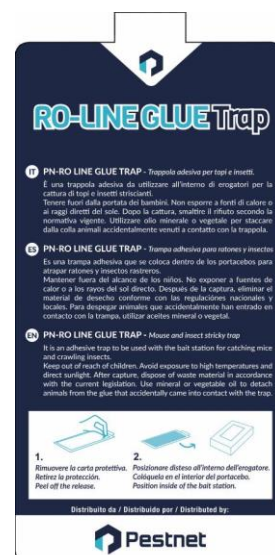 RO-LINE GLUE Trap
IT PN-RO LINE GLUE TRAP - Trappola adesiva per topi e insetti.
È una trappola adesiva da utilizzare all'interno di erogatori per la
cattura di topi e insetti striscianti.
Tenere fuori dalla portata dei bambini. Non esporre a fonti di calore o
ai raggi diretti del sole. Dopo la cattura, smaltire il rifiuto secondo la
normativa vigente. Utilizzare olio minerale o vegetale per staccare
dalla colla animali accidentalmente venuti a contatto con la trappola.
ES PN-RO LINE GLUE TRAP - Trampa adhesiva para ratones y insectos
Es una trampa adhesiva que se coloca dentro de los portacebos para
atrapar ratones y insectos rastreros.
Mantener fuera del alcance de los niños. No exponer a fuentes de
calor o a los rayos del sol directo. Después de la captura, eliminar el
material de desecho conforme con las regulaciónes nacional y
locales. Para despegar animales que accidentalmente han entrado en
contacto con la trampa, utilizar aceites mineral o vegetal.
EN PN-RO LINE GLUE TRAP - Mouse and insect stricky trap
It is an adhesive trap to be used with the bait station for catching mice
and crawling insects.
Keep out of reach of children. Avoid exposure to high temperatures and
direct sunlight. After capture, dispose of waste material in accordance
with the current legislation. Use mineral or vegetable oil to detach
animals from the glue that accidentally came into contact with the trap.
1.
Rimuovere la carta protettiva.
Retire la protección.
Peel off the release.
2.
Posizionare disteso all'interno dell'erogatore.
Colóquela en el interior del portacebo.
Position inside of the bait station.
Distribuito da / Distribuido por / Distributed by:
Pestnet